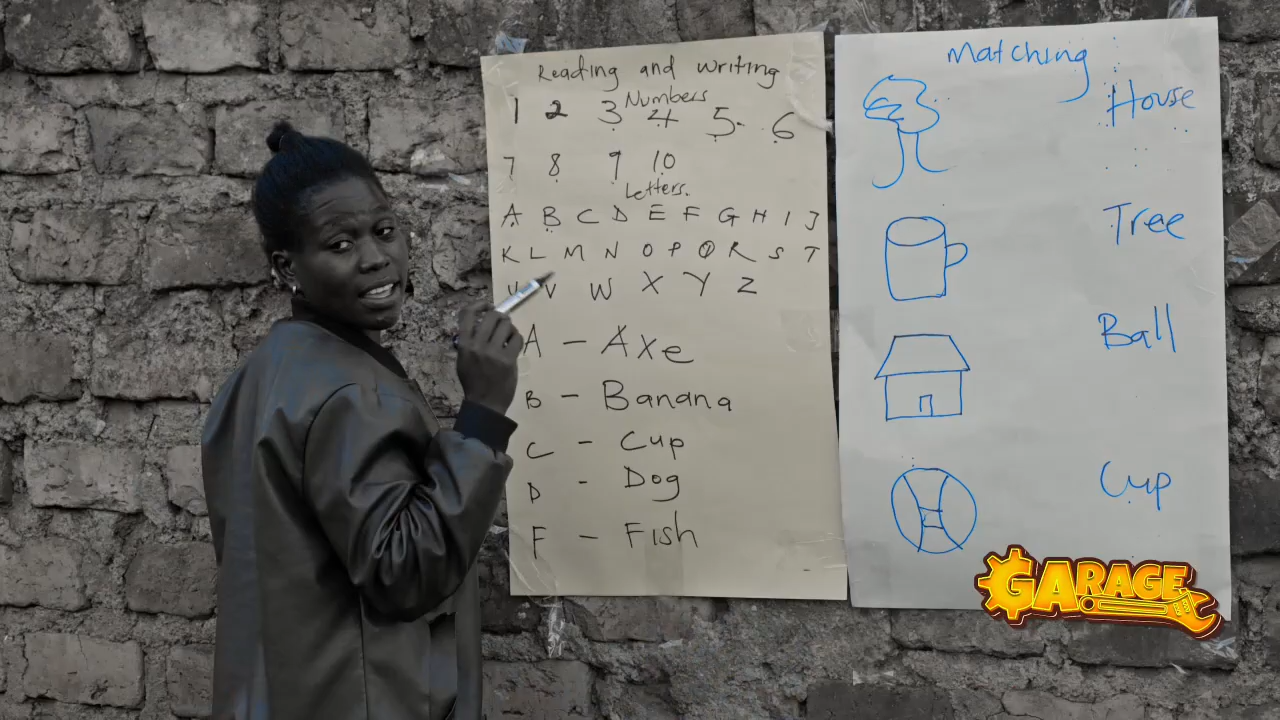 Reading and writing
Numbers
1 2 3 4 5 6
7 8 9 10
Letters.
A B C D E F G H I J
K L M N O P Q R S T
U V W X Y Z
A - Axe
B - Banana
C - Cup
D - Dog
F - Fish
Matching
House
Tree
Ball
Cup
GARAGE